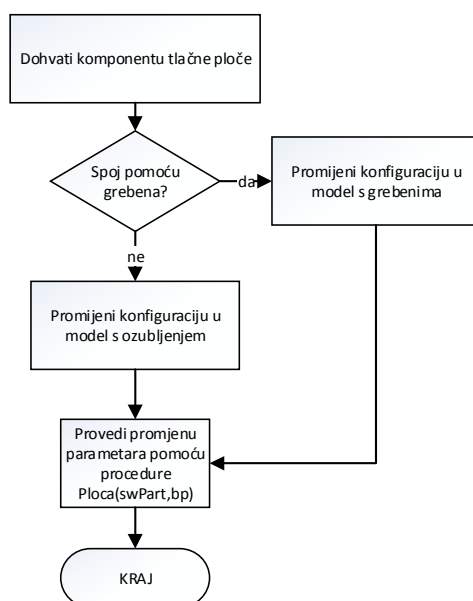 Dohvati komponentu tlačne ploče
Spoj pomoću
grebena?
da
Promijeni konfiguraciju u
model s grebenima
ne
Promijeni konfiguraciju u
model s ozubljenjem
Provedi promjenu
parametara pomoću
procedure
Ploca(swPart,bp)
KRAJ